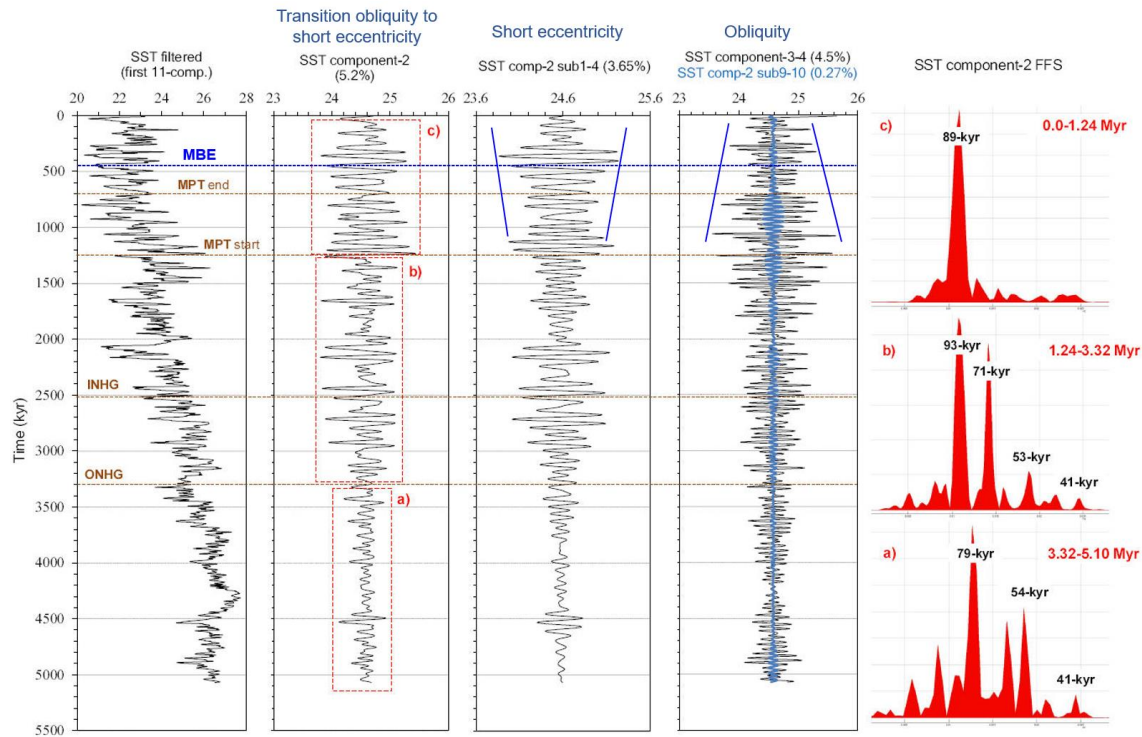 Transition obliquity to
short eccentricity
Short eccentricity
Obliquity
SST filtered
(first 11-comp.)
SST component-2
(5.2%)
SST comp-2 sub1-4 (3.65%)
SST component-3-4 (4.5%)
SST comp-2 sub9-10 (0.27%)
SST component-2 FFS
20 22 24 26 28
23 24 25 26
23.6 24.6 25.6
23 24 25 26
Time (kyr)
0
500
1000
1500
2000
2500
3000
3500
4000
4500
5000
5500
MBE
MPT end
MPT start
INHG
ONHG
c)
b)
a)
c)
0.0-1.24 Myr
89-kyr
b)
1.24-3.32 Myr
93-kyr
71-kyr
53-kyr
41-kyr
a)
3.32-5.10 Myr
79-kyr
54-kyr
41-kyr